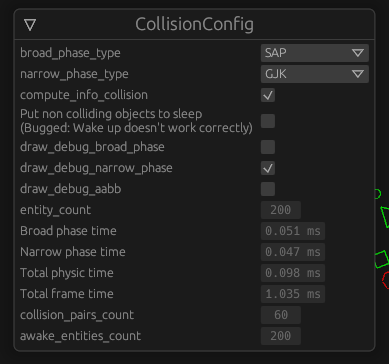 CollisionConfig
broad_phase_type SAP
narrow_phase_type GJK
compute_info_collision
Put non colliding objects to sleep
(Bugged: Wake up doesn't work correctly)
draw_debug_broad_phase
draw_debug_narrow_phase
draw_debug_aabb
entity_count 200
Broad phase time 0.051 ms
Narrow phase time 0.047 ms
Total physic time 0.098 ms
Total frame time 1.035 ms
collision_pairs_count 60
awake_entities_count 200